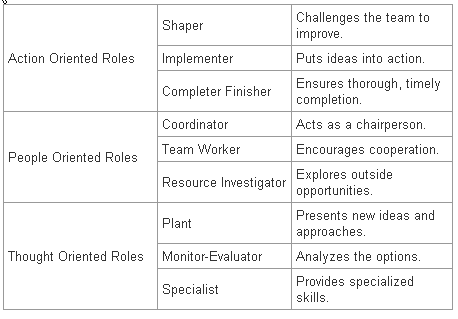 Action Oriented Roles
Shaper
Challenges the team to
improve.
Implementer
Puts ideas into action.
Completer Finisher
Ensures thorough, timely
completion.
People Oriented Roles
Coordinator
Acts as a chairperson.
Team Worker
Encourages cooperation.
Resource Investigator
Explores outside
opportunities.
Thought Oriented Roles
Plant
Presents new ideas and
approaches.
Monitor-Evaluator
Analyzes the options.
Specialist
Provides specialized
skills.